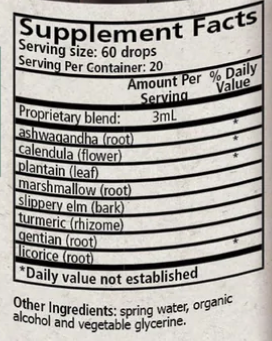 Supplement Facts
Serving size: 60 drops
Serving Per Container: 20
Amount Per Serving
% Daily Value
Proprietary blend: 3mL *
ashwagandha (root) *
calendula (flower) *
plantain (leaf)
marshmallow (root)
slippery elm (bark)
turmeric (rhizome)
gentian (root) *
licorice (root)
*Daily value not established
Other Ingredients: spring water, organic
alcohol and vegetable glycerine.